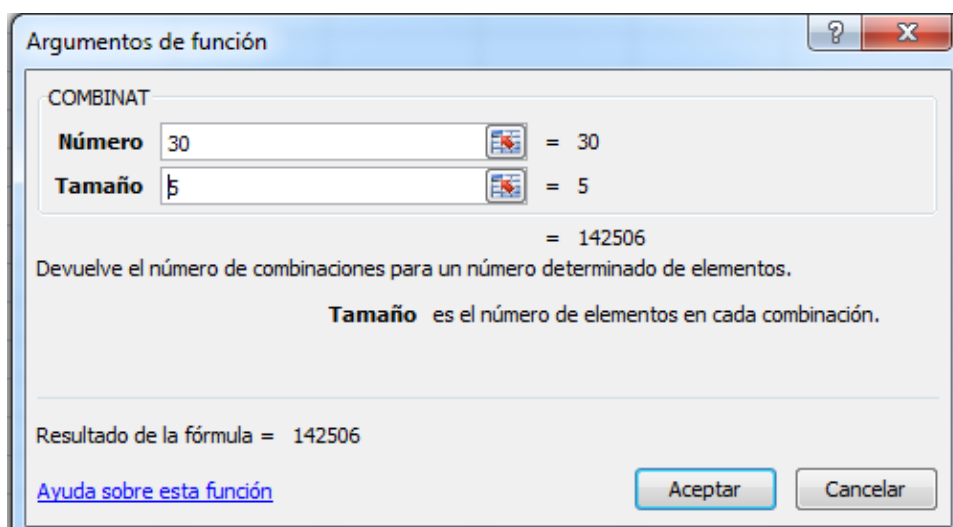 Argumentos de función ? X
COMBINAT
Número 30 = 30
Tamaño 5 = 5
= 142506
Devuelve el número de combinaciones para un número determinado de elementos.
Tamaño es el número de elementos en cada combinación.
Resultado de la fórmula = 142506
Ayuda sobre esta función Aceptar Cancelar